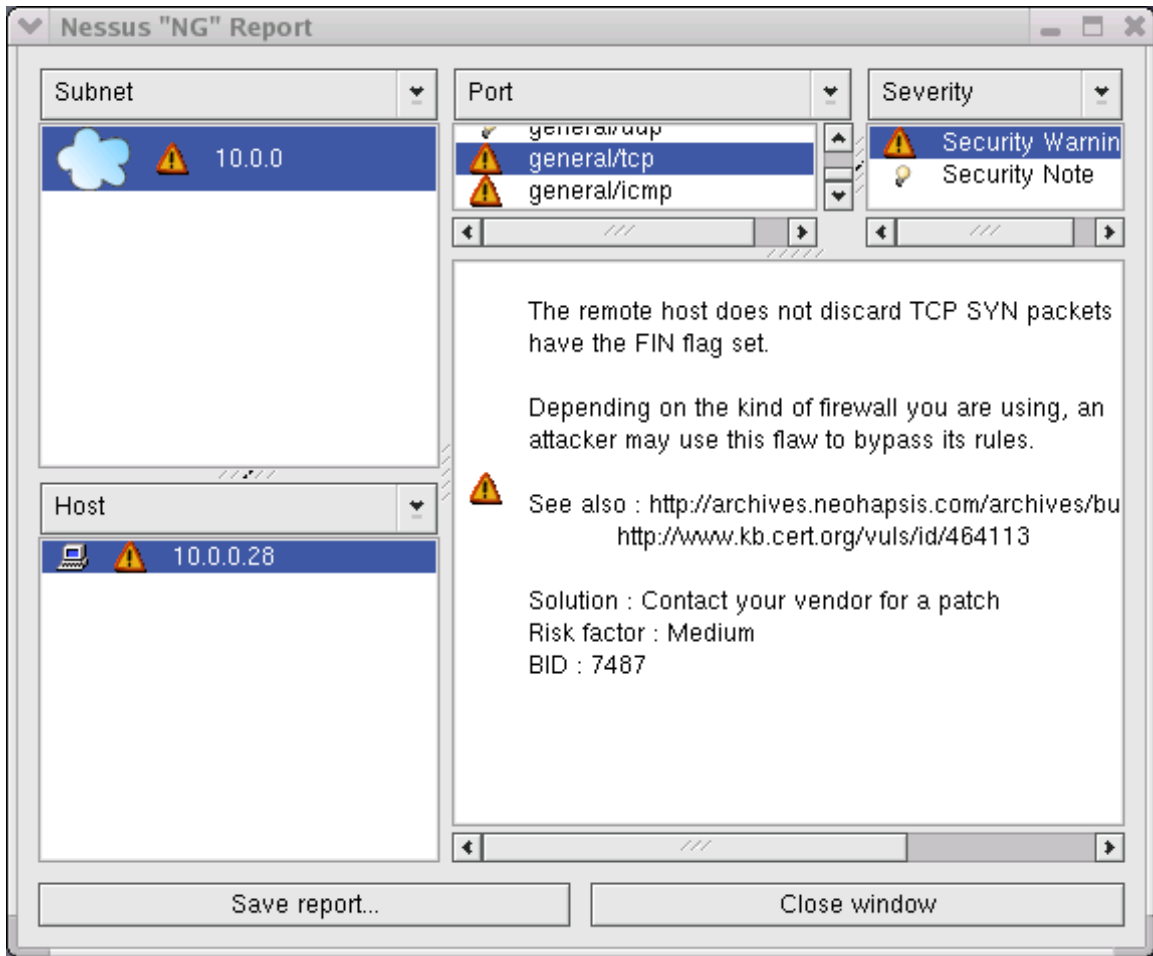 Nessus "NG" Report
Subnet
10.0.0
Port
general/udp
general/tcp
general/icmp
Severity
Security Warnin
Security Note
The remote host does not discard TCP SYN packets
have the FIN flag set.
Depending on the kind of firewall you are using, an
attacker may use this flaw to bypass its rules.
See also : http://archives.neohapsis.com/archives/bu
http://www.kb.cert.org/vuls/id/464113
Solution : Contact your vendor for a patch
Risk factor : Medium
BID : 7487
Host
10.0.0.28
Save report...
Close window